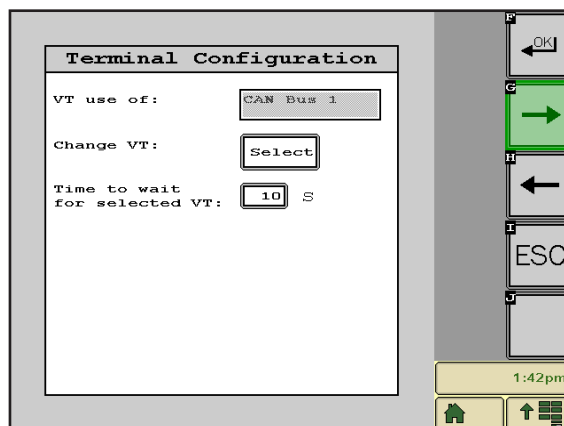 Terminal Configuration
VT use of: CAN Bus 1
Change VT: Select
Time to wait
for selected VT: 10 S
F
OK
G
H
I
ESC
J
1:42pm